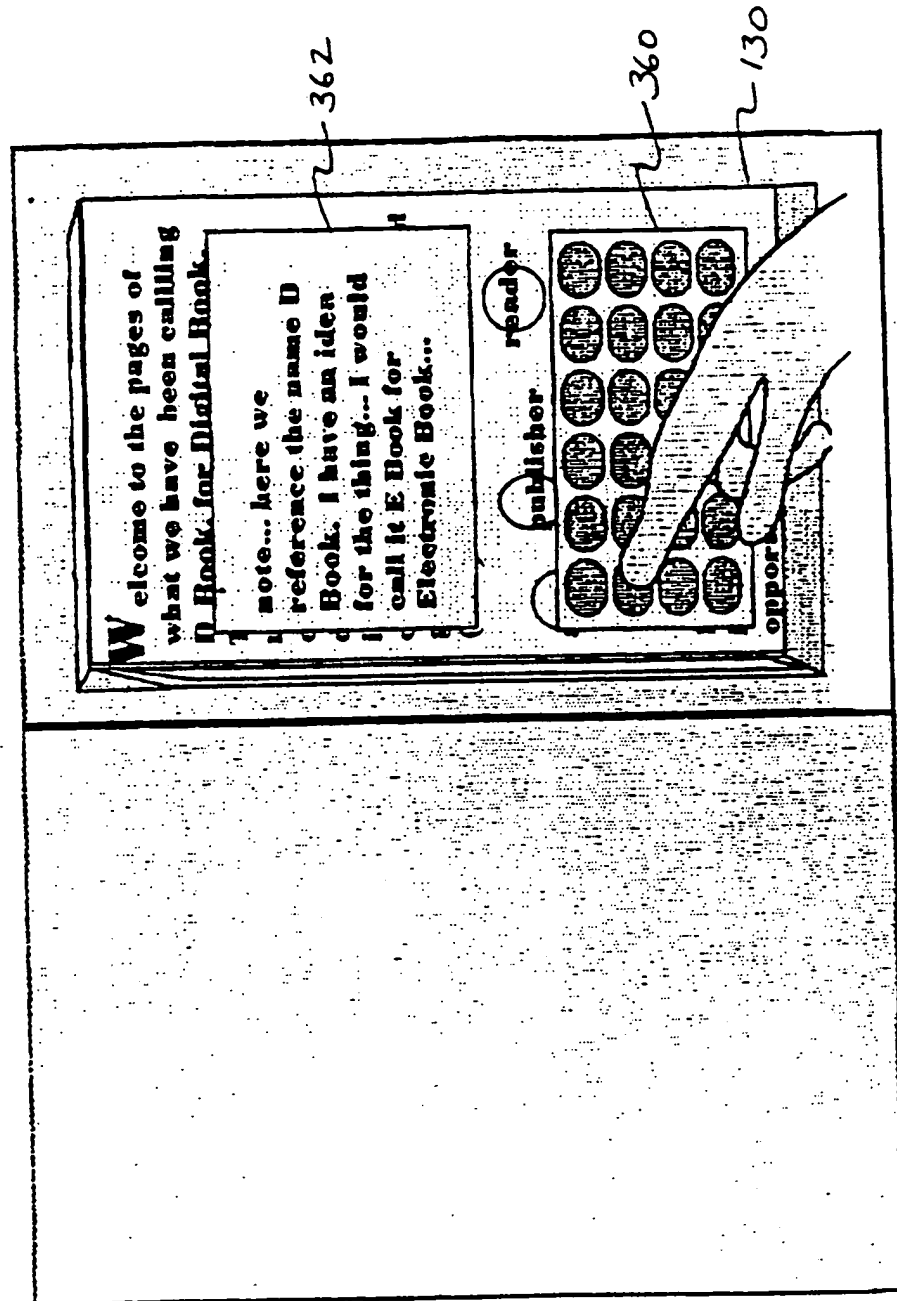 Welcome to the pages of
what we have been callling
D Book, for Digital Book.
note... here we
reference the name D
Book. I have an idea
for the thing... I would
call it E Book for
Electronic Book...
publisher
reader
oppor
362
360
130